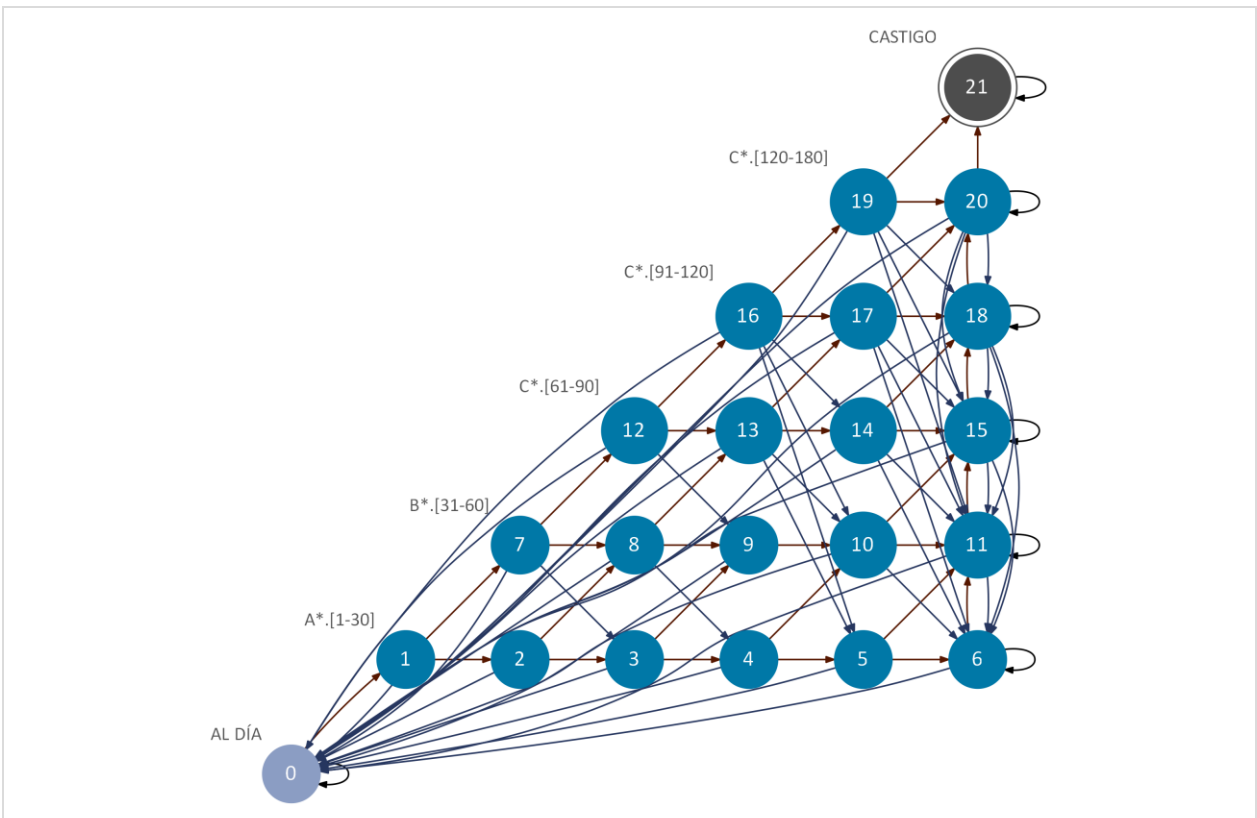 CASTIGO
21
C*.[120-180]
19 20
C*.[91-120]
16 17 18
C*.[61-90]
12 13 14 15
B*.[31-60]
7 8 9 10 11
A*.[1-30]
1 2 3 4 5 6
AL DÍA
0